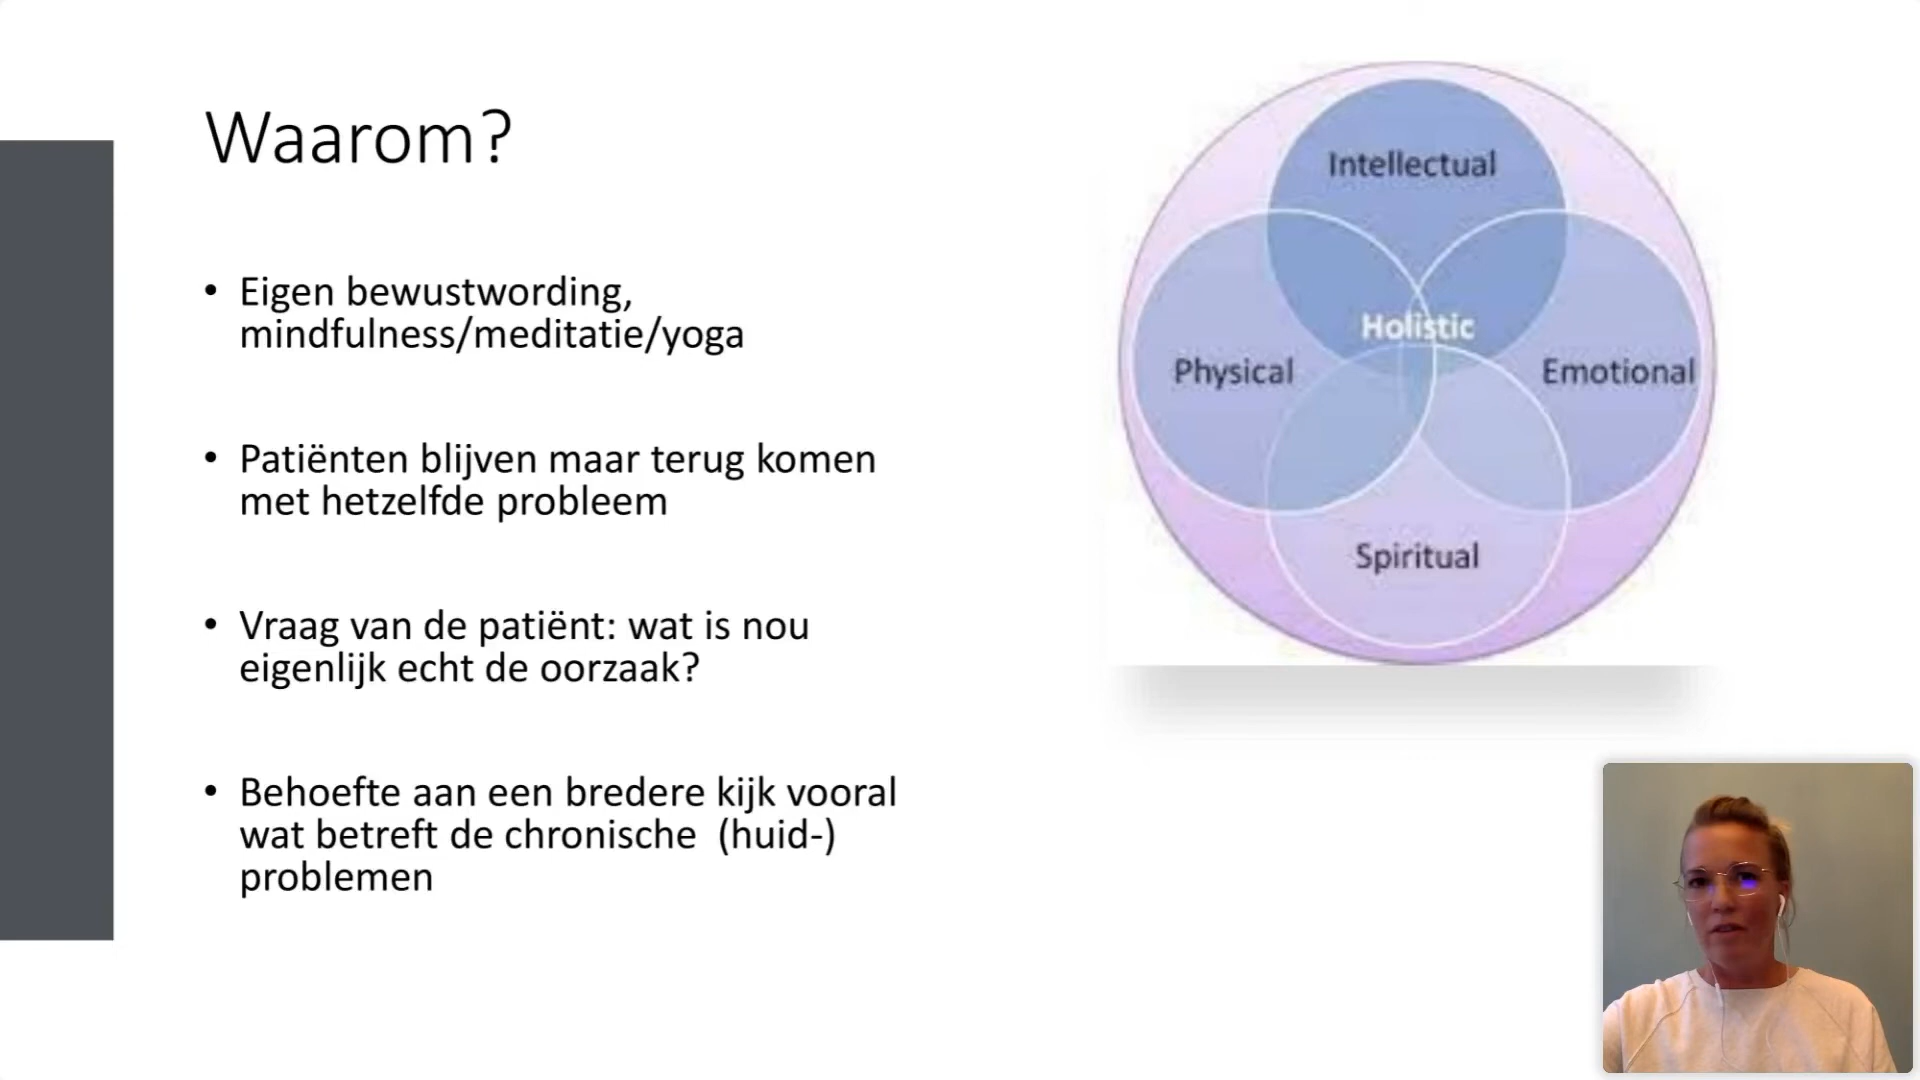 Waarom?
• Eigen bewustwording,
mindfulness/meditatie/yoga
• Patiënten blijven maar terug komen
met hetzelfde probleem
• Vraag van de patiënt: wat is nou
eigenlijk echt de oorzaak?
• Behoefte aan een bredere kijk vooral
wat betreft de chronische  (huid-)
problemen
Intellectual
Holistic
Physical
Emotional
Spiritual